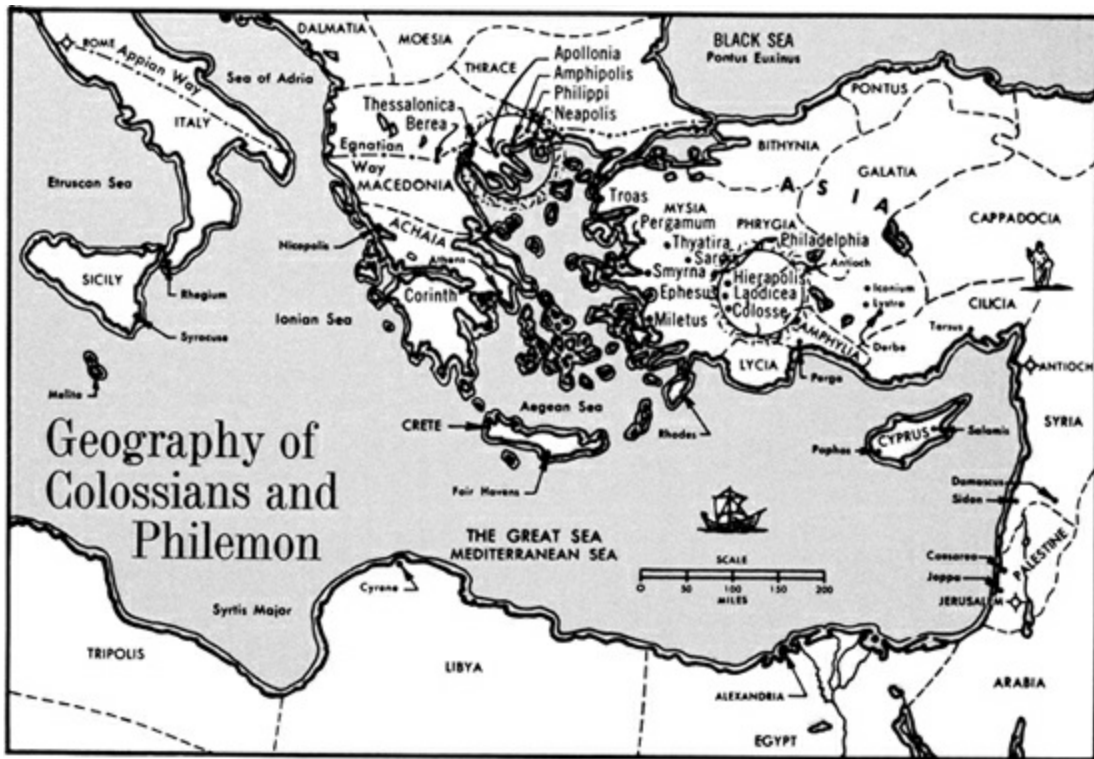 DALMATIA
MOESIA
THRACE
BLACK SEA
Pontus Euxinus
ROME
Appian Way
Sea of Adria
ITALY
Etruscan Sea
SICILY
Rhegium
Syracuse
Melita
Ionian Sea
Apollonia
Amphipolis
Philippi
Neapolis
Thessalonica
Berea
Egnatian
Way
MACEDONIA
ACHAIA
Nicopolis
Athens
Corinth
Aegean Sea
CRETE
Fair Havens
Rhodes
PONTUS
BITHYNIA
GALATIA
ASIA
CAPPADOCIA
Troas
MYSIA
Pergamum
PHRYGIA
Thyatira
Philadelphia
Sardis
Antioch
Smyrna
Hierapolis
Ephesus
Laodicea
Colosse
Miletus
Iconium
Lystra
CILICIA
Derbe
Tarsus
AMPHYLIA
LYCIA
Perga
ANTIOCH
SYRIA
CYPRUS
Salamis
Paphos
Damascus
Sidon
Caesarea
PALESTINE
Joppa
JERUSALEM
Geography of
Colossians and
Philemon
THE GREAT SEA
MEDITERRANEAN SEA
SCALE
0 50 100 150 200
MILES
Cyrene
Syrtis Major
TRIPOLIS
LIBYA
ALEXANDRIA
EGYPT
ARABIA